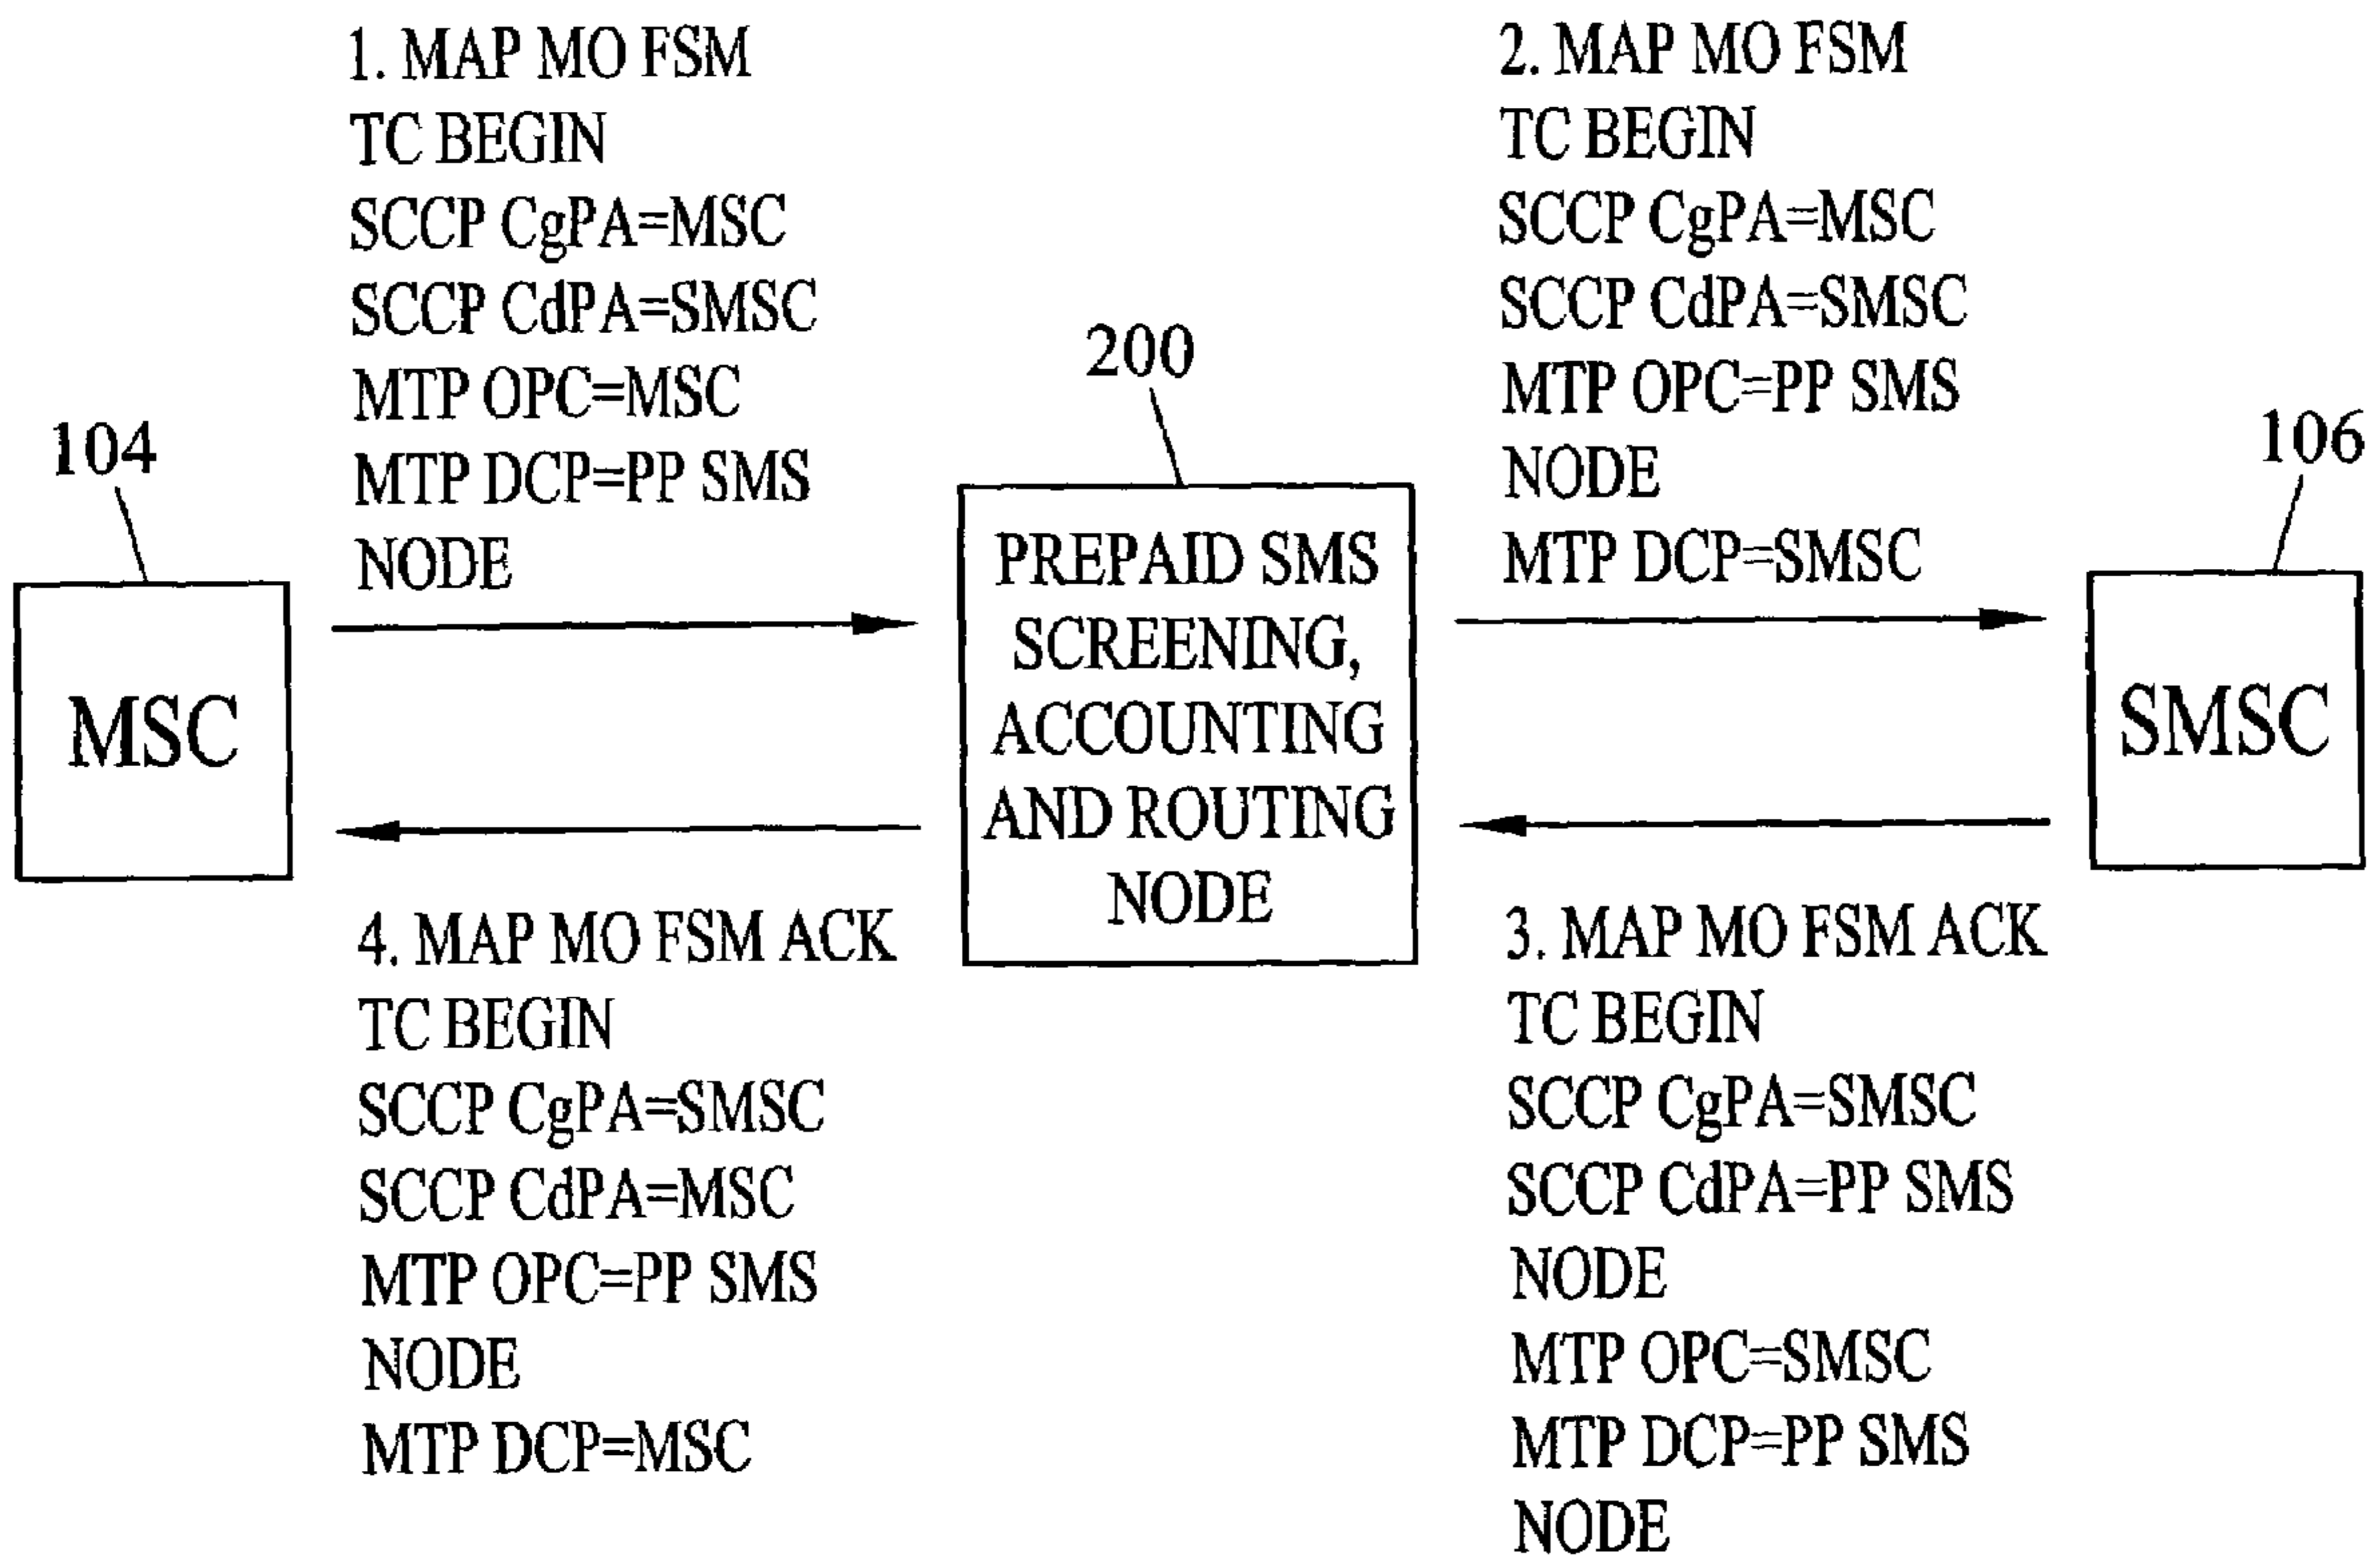 1. MAP MO FSM
TC BEGIN
SCCP CgPA=MSC
SCCP CdPA=SMSC
MTP OPC=MSC
MTP DCP=PP SMS
NODE
2. MAP MO FSM
TC BEGIN
SCCP CgPA=MSC
SCCP CdPA=SMSC
MTP OPC=PP SMS
NODE
MTP DCP=SMSC
104
MSC
200
PREPAID SMS
SCREENING,
ACCOUNTING
AND ROUTING
NODE
106
SMSC
4. MAP MO FSM ACK
TC BEGIN
SCCP CgPA=SMSC
SCCP CdPA=MSC
MTP OPC=PP SMS
NODE
MTP DCP=MSC
3. MAP MO FSM ACK
TC BEGIN
SCCP CgPA=SMSC
SCCP CdPA=PP SMS
NODE
MTP OPC=SMSC
MTP DCP=PP SMS
NODE